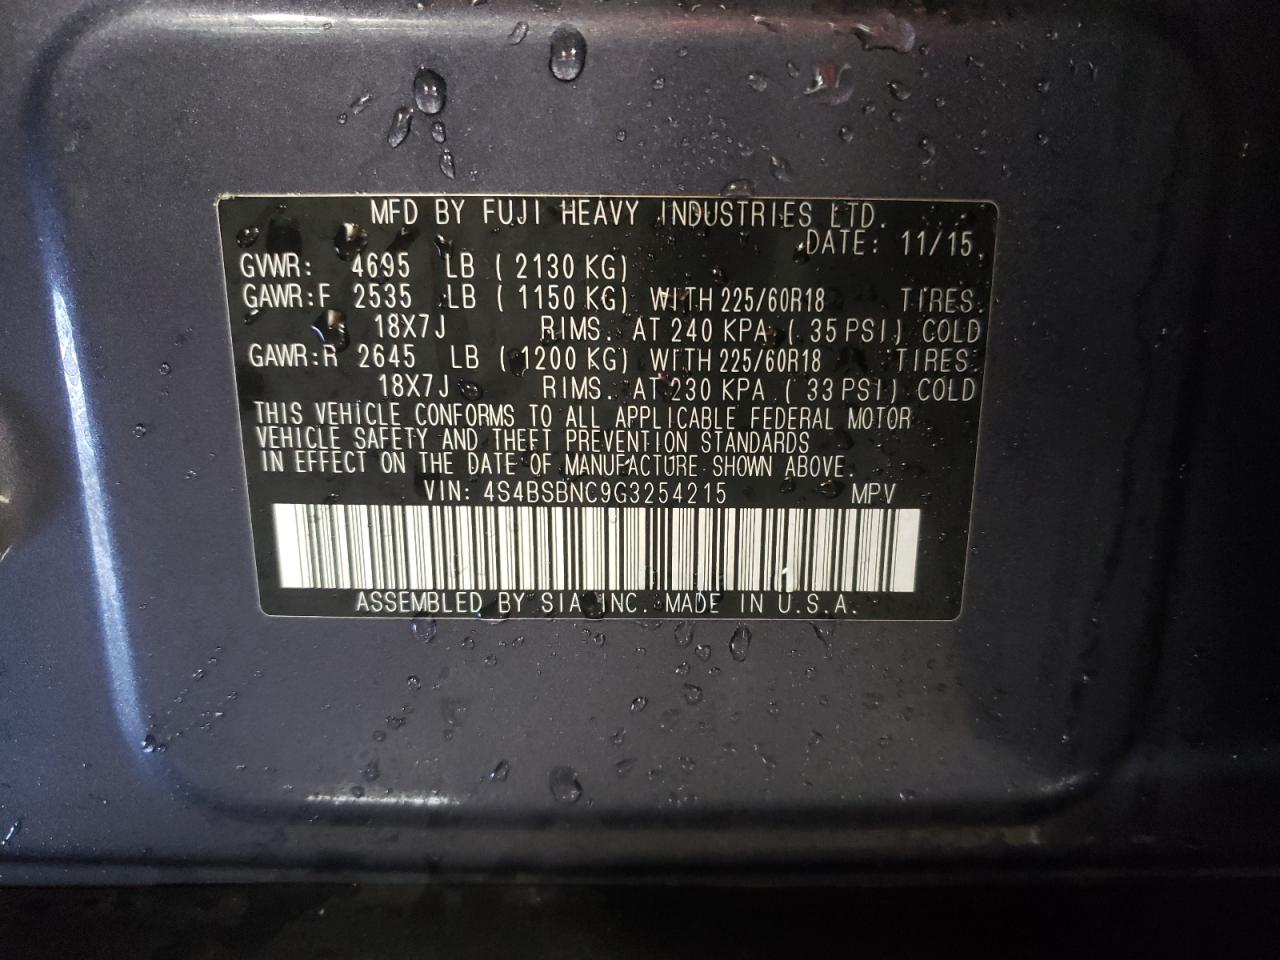 MFD BY FUJI HEAVY INDUSTRIES LTD.
DATE: 11/15
GVWR: 4695 LB ( 2130 KG)
GAWR:F 2535 LB ( 1150 KG) WITH 225/60R18 TIRES.
18X7J RIMS. AT 240 KPA ( 35 PSI) COLD
GAWR:R 2645 LB ( 1200 KG) WITH 225/60R18 TIRES.
18X7J RIMS. AT 230 KPA ( 33 PSI) COLD
THIS VEHICLE CONFORMS TO ALL APPLICABLE FEDERAL MOTOR
VEHICLE SAFETY AND THEFT PREVENTION STANDARDS
IN EFFECT ON THE DATE OF MANUFACTURE SHOWN ABOVE.
VIN: 4S4BSBNC9G3254215 MPV
ASSEMBLED BY SIA INC. MADE IN U.S.A.